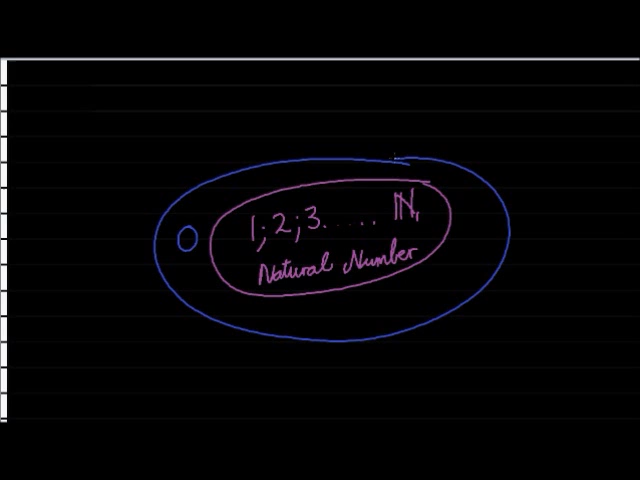 1;2;3..... ℕ,
0
Natural Number